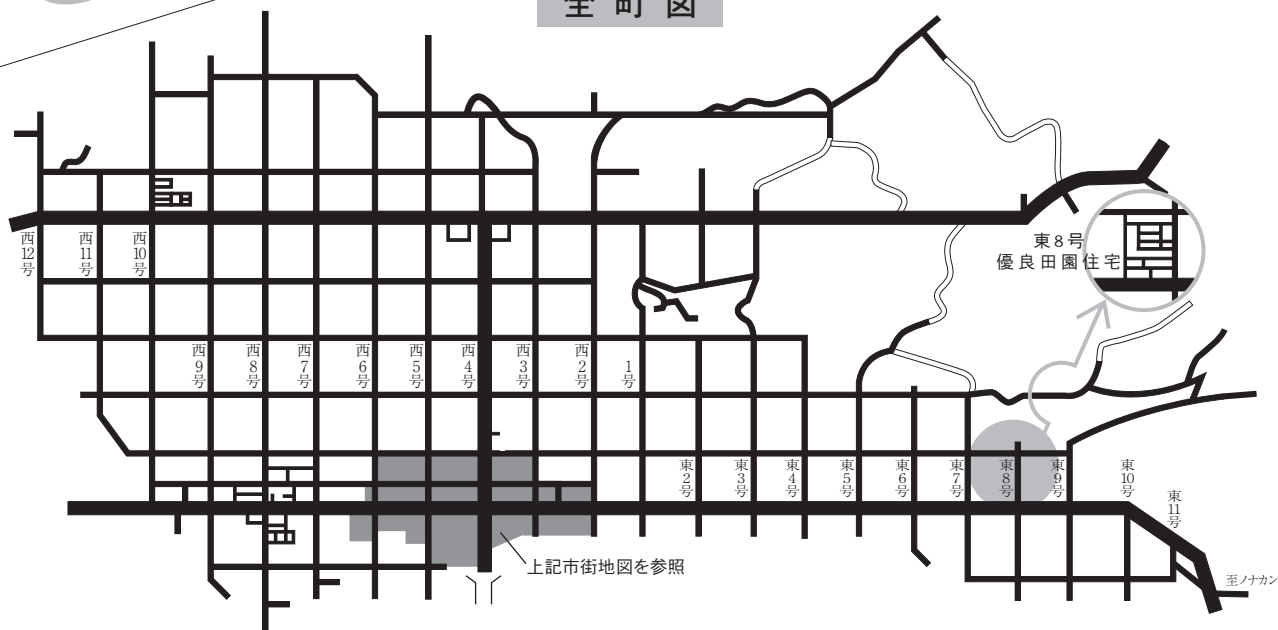 全町図
東8号
優良田園住宅
西12号
西11号
西10号
西9号
西8号
西7号
西6号
西5号
西4号
西3号
西2号
1号
東2号
東3号
東4号
東5号
東6号
東7号
東8号
東9号
東10号
東11号
上記市街地図を参照
至ノナカン